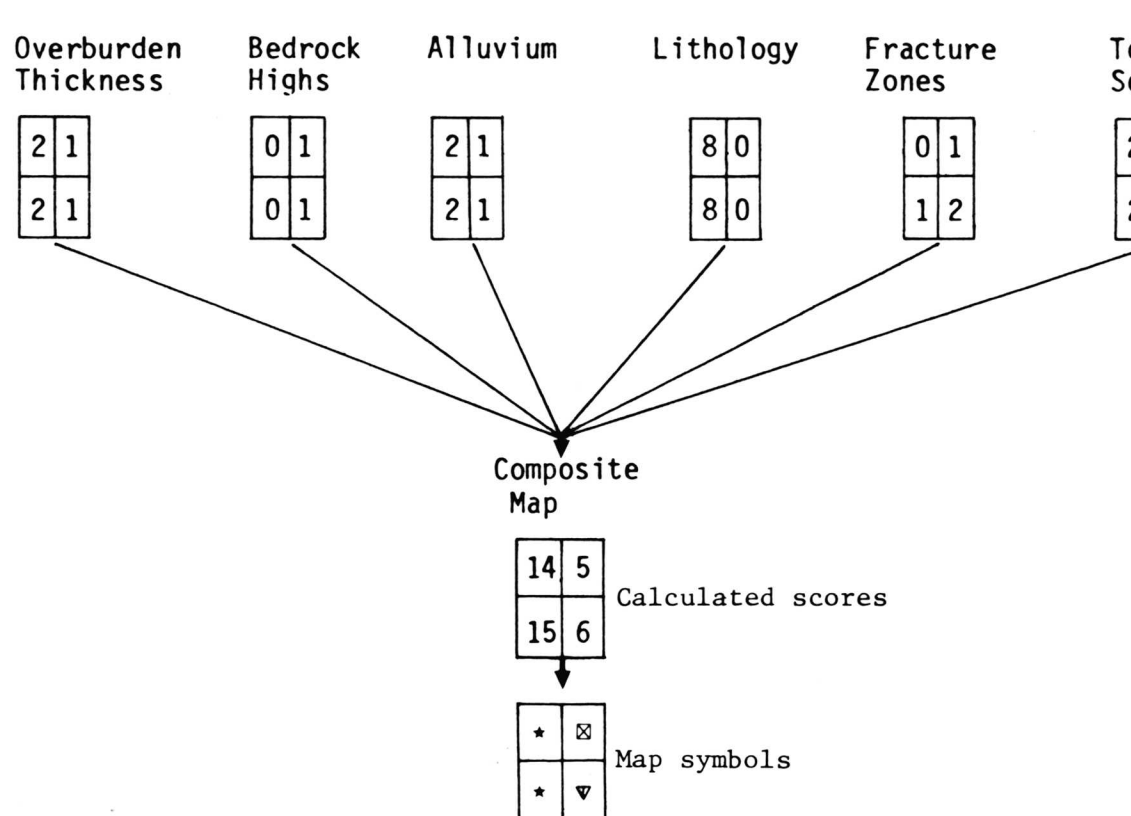 Overburden Thickness
Bedrock Highs
Alluvium
Lithology
Fracture Zones
2 1
2 1
0 1
0 1
2 1
2 1
8 0
8 0
0 1
1 2
Composite
Map
14 5
15 6
Calculated scores
Map symbols